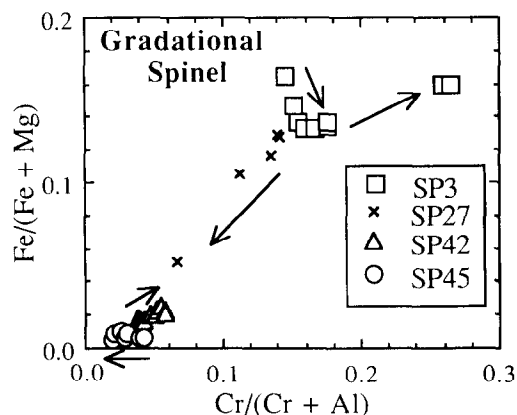 Gradational
Spinel
Fe/(Fe + Mg)
0.2
0.1
0.0
SP3
SP27
SP42
SP45
0.0 0.1 0.2 0.3
Cr/(Cr + Al)